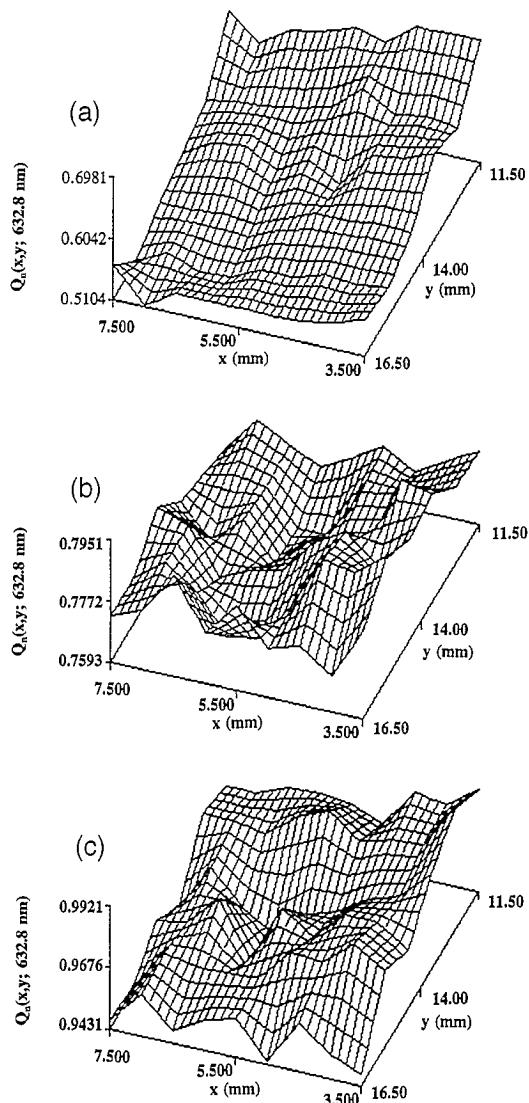 (a)
Qn(x,y; 632.8 nm)
0.6981
0.6042
0.5104
7.500
5.500
x (mm)
3.500
16.50
14.00
y (mm)
11.50
(b)
Qn(x,y; 632.8 nm)
0.7951
0.7772
0.7593
7.500
5.500
x (mm)
3.500
16.50
14.00
y (mm)
11.50
(c)
Qn(x,y; 632.8 nm)
0.9921
0.9676
0.9431
7.500
5.500
x (mm)
3.500
16.50
14.00
y (mm)
11.50